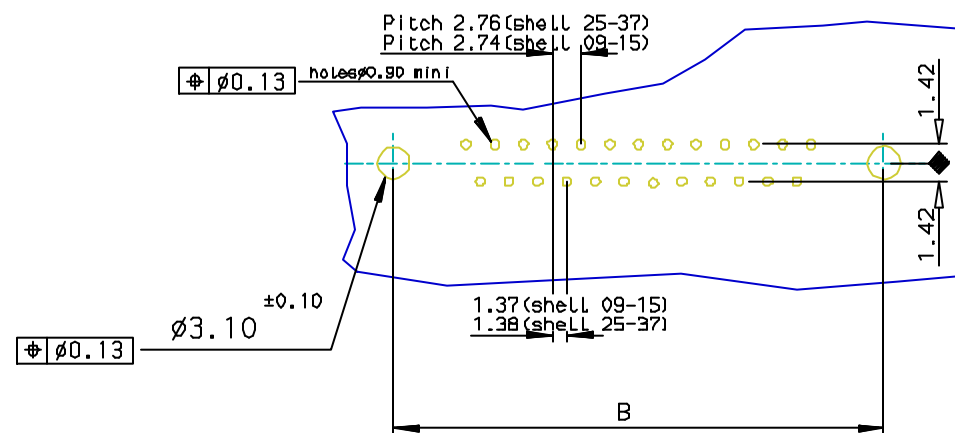 Pitch 2.76(shell 25-37)
Pitch 2.74(shell 09-15)
⌖ ø0.13
holesø0.90 mini
1.42
1.42
±0.10
ø3.10
⌖ ø0.13
1.37(shell 09-15)
1.38(shell 25-37)
B